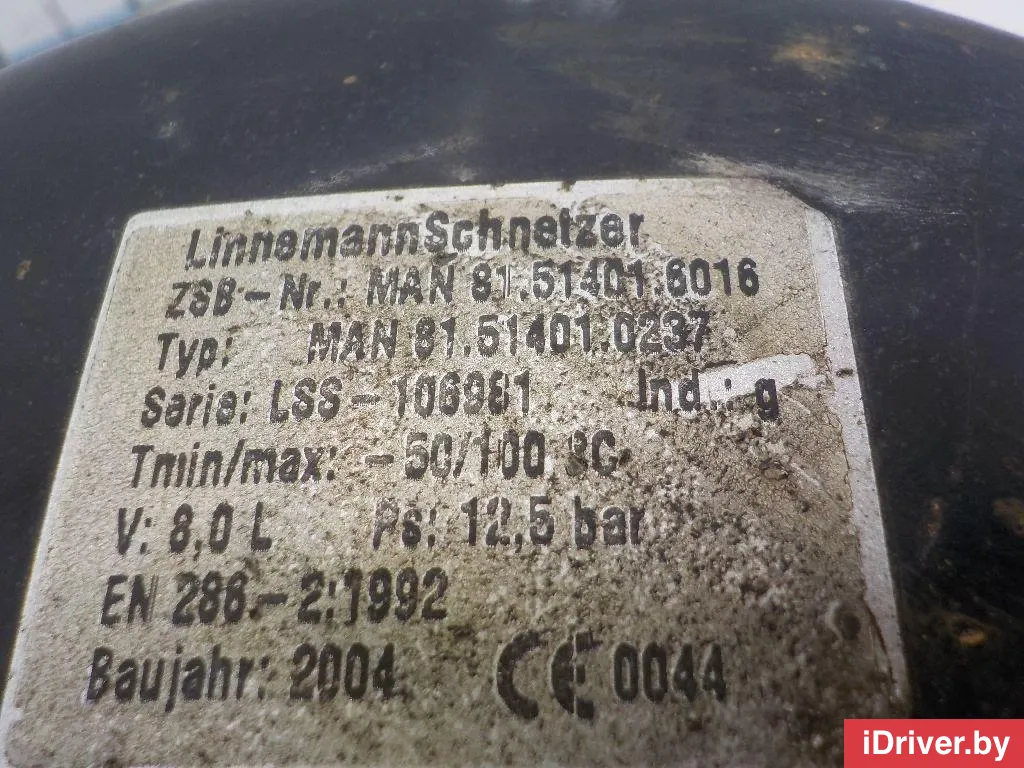 LinnemannSchnetzer
ZSB-Nr.: MAN 81.51401.6016
Typ: MAN 81.51401.0237
Serie: LSS-106981 Ind.: g
Tmin/max: -50/100 °C
V: 8,0 L Ps: 12,5 bar
EN 286.-2:1992
Baujahr: 2004 CE 0044
iDriver.by